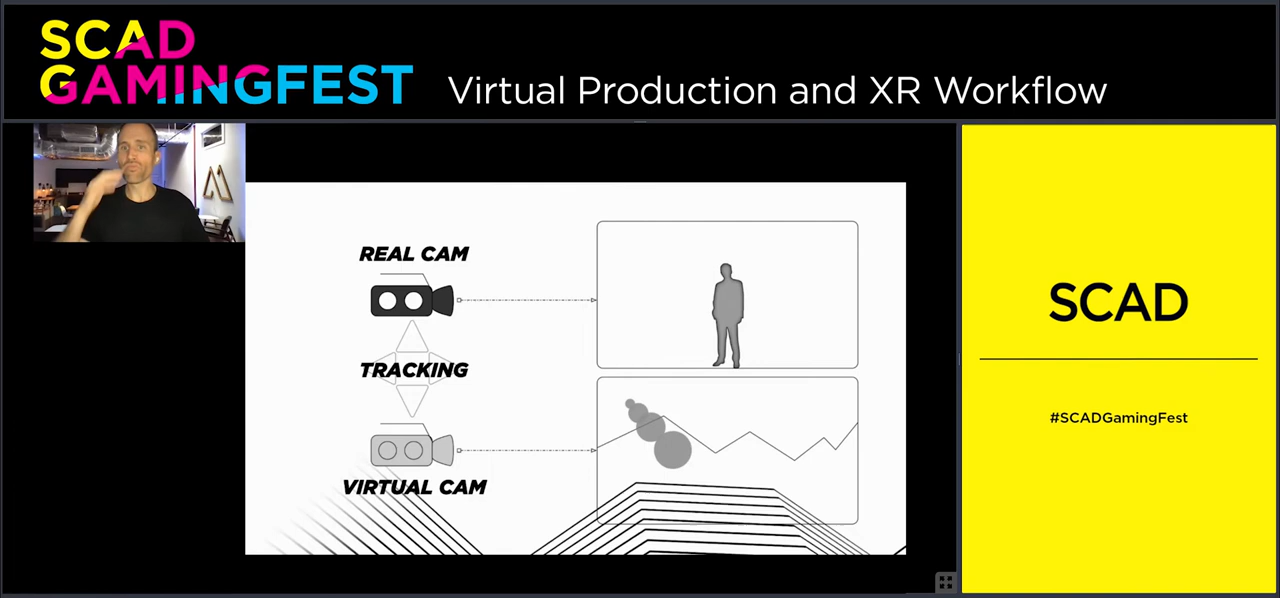 SCAD
GAMINGFEST
Virtual Production and XR Workflow
REAL CAM
TRACKING
VIRTUAL CAM
SCAD
#SCADGamingFest